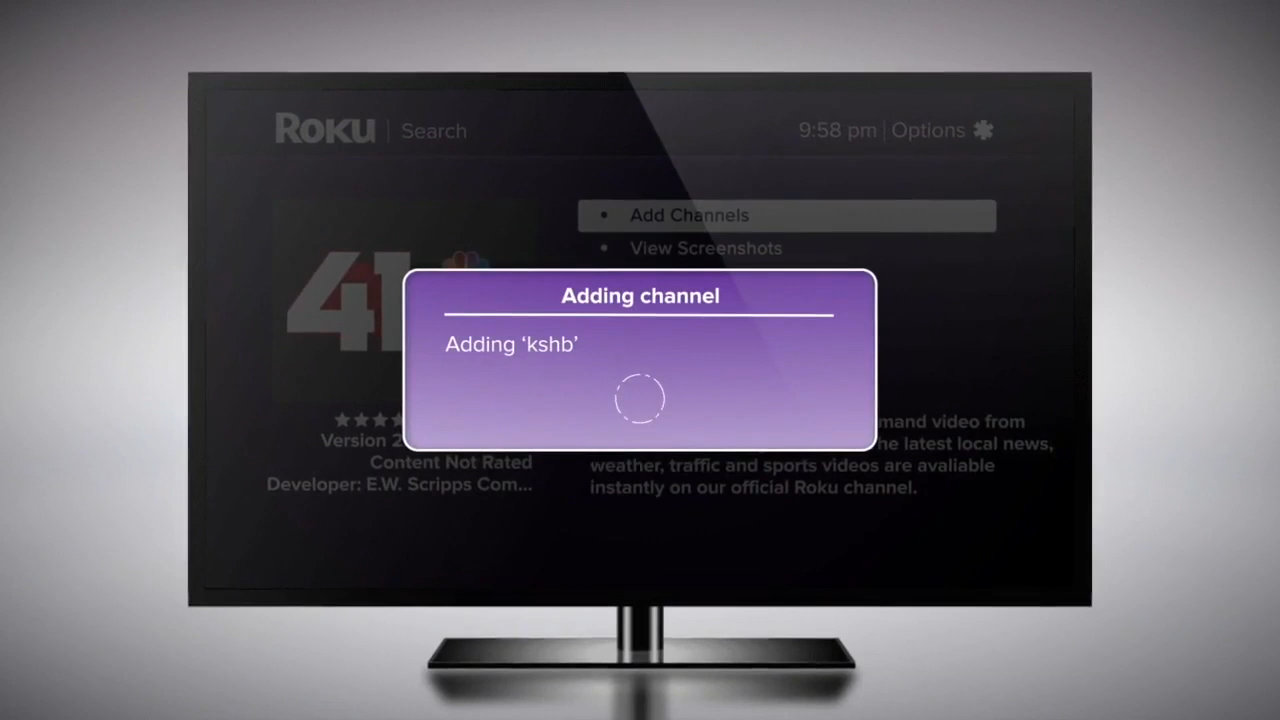 ROKU | Search
9:58 pm | Options ✱
Add Channels
View Screenshots
41
Adding channel
Adding ‘kshb’
mand video from
Version 2
he latest local news,
Content Not Rated
weather, traffic and sports videos are avaliable
Developer: E.W. Scripps Com...
instantly on our official Roku channel.